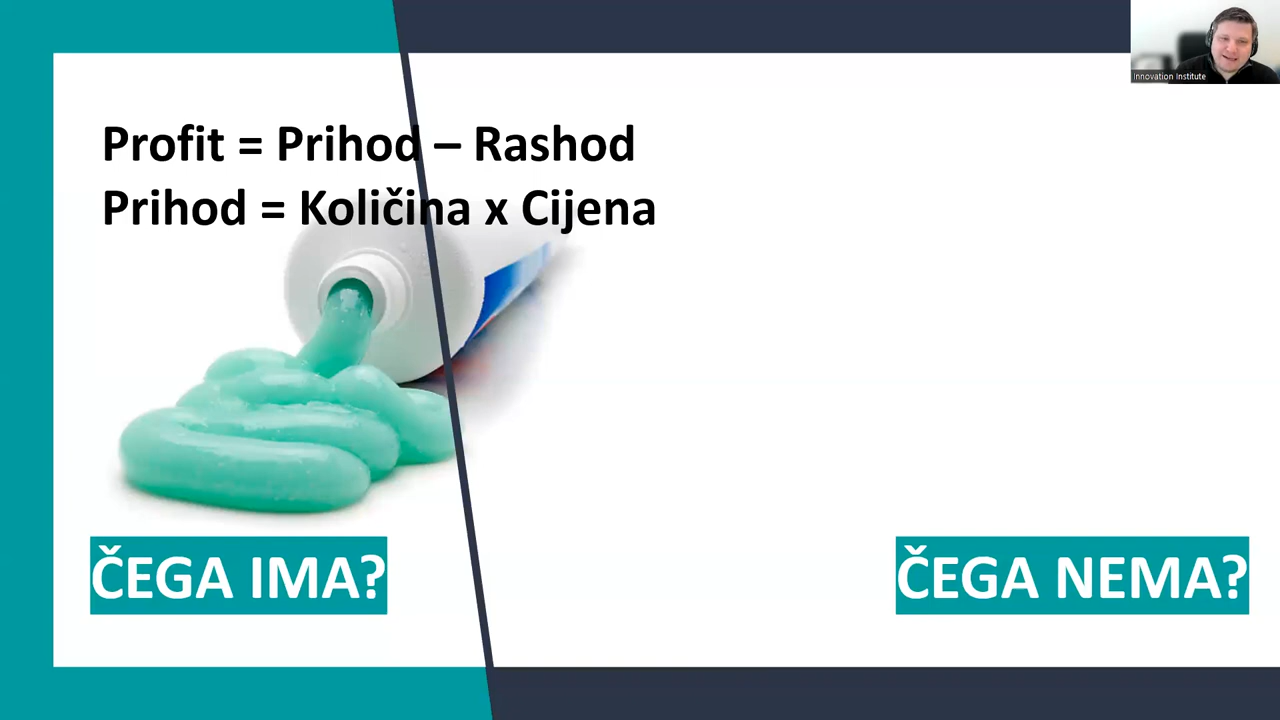 Innovation Institute
Profit = Prihod – Rashod
Prihod = Količina x Cijena
ČEGA IMA?
ČEGA NEMA?